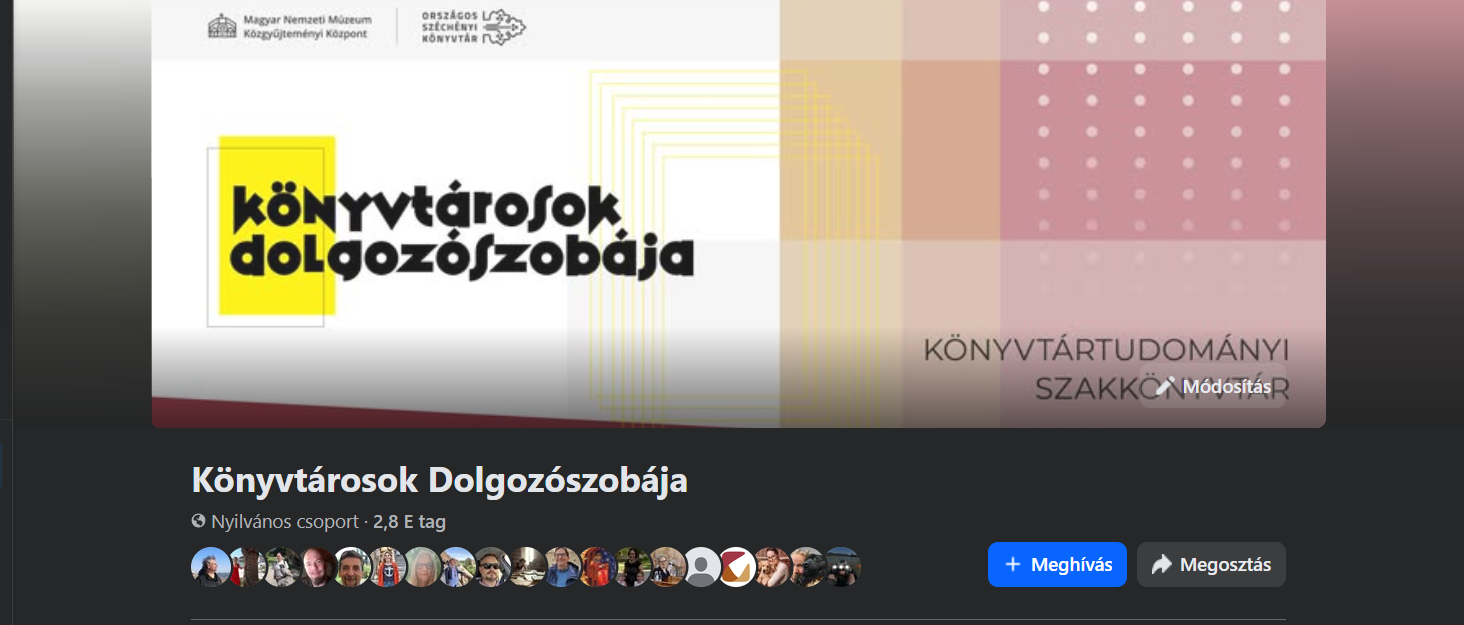 Magyar Nemzeti Múzeum
Közgyűjteményi Központ
ORSZÁGOS
SZÉCHÉNYI
KÖNYVTÁR
könyvtárosok
dolgozószobája
KÖNYVTÁRTUDOMÁNYI
SZAKKÖNYVTÁR
Módosítás
Könyvtárosok Dolgozószobája
Nyilvános csoport · 2,8 E tag
+ Meghívás
Megosztás